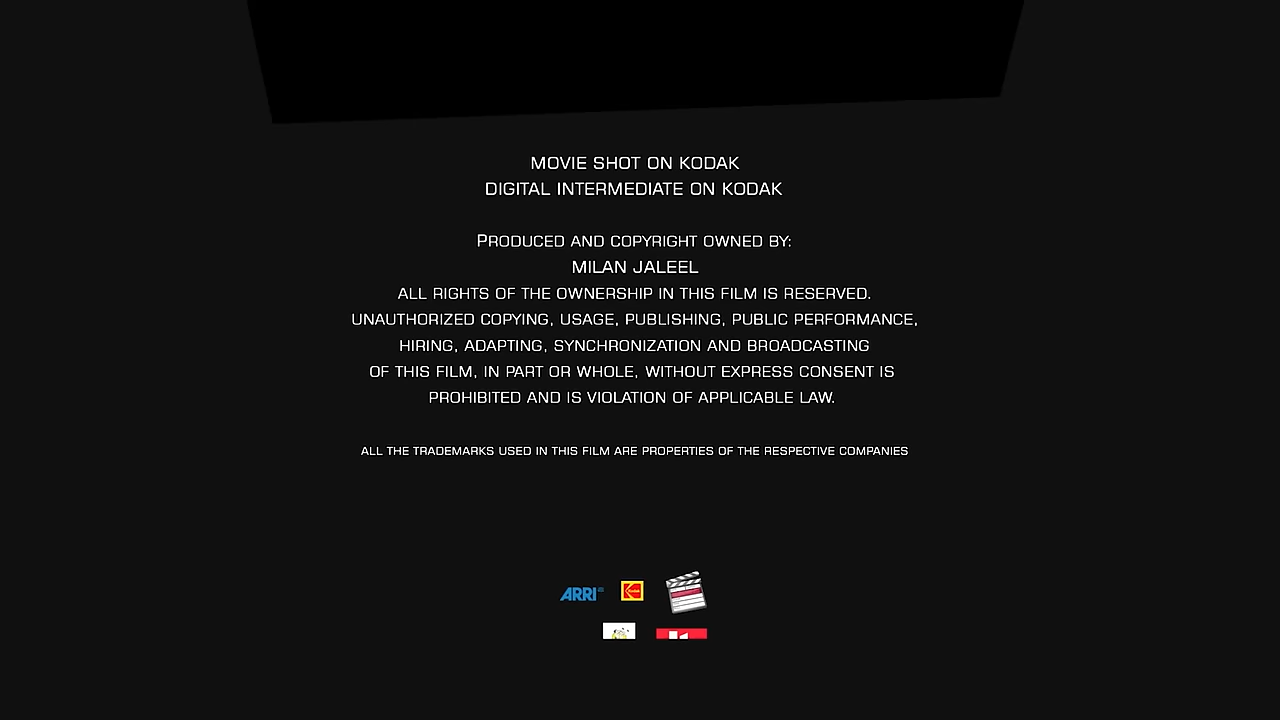 MOVIE SHOT ON KODAK
DIGITAL INTERMEDIATE ON KODAK
PRODUCED AND COPYRIGHT OWNED BY:
MILAN JALEEL
ALL RIGHTS OF THE OWNERSHIP IN THIS FILM IS RESERVED.
UNAUTHORIZED COPYING, USAGE, PUBLISHING, PUBLIC PERFORMANCE,
HIRING, ADAPTING, SYNCHRONIZATION AND BROADCASTING
OF THIS FILM, IN PART OR WHOLE, WITHOUT EXPRESS CONSENT IS
PROHIBITED AND IS VIOLATION OF APPLICABLE LAW.
ALL THE TRADEMARKS USED IN THIS FILM ARE PROPERTIES OF THE RESPECTIVE COMPANIES
ARRI Kodak